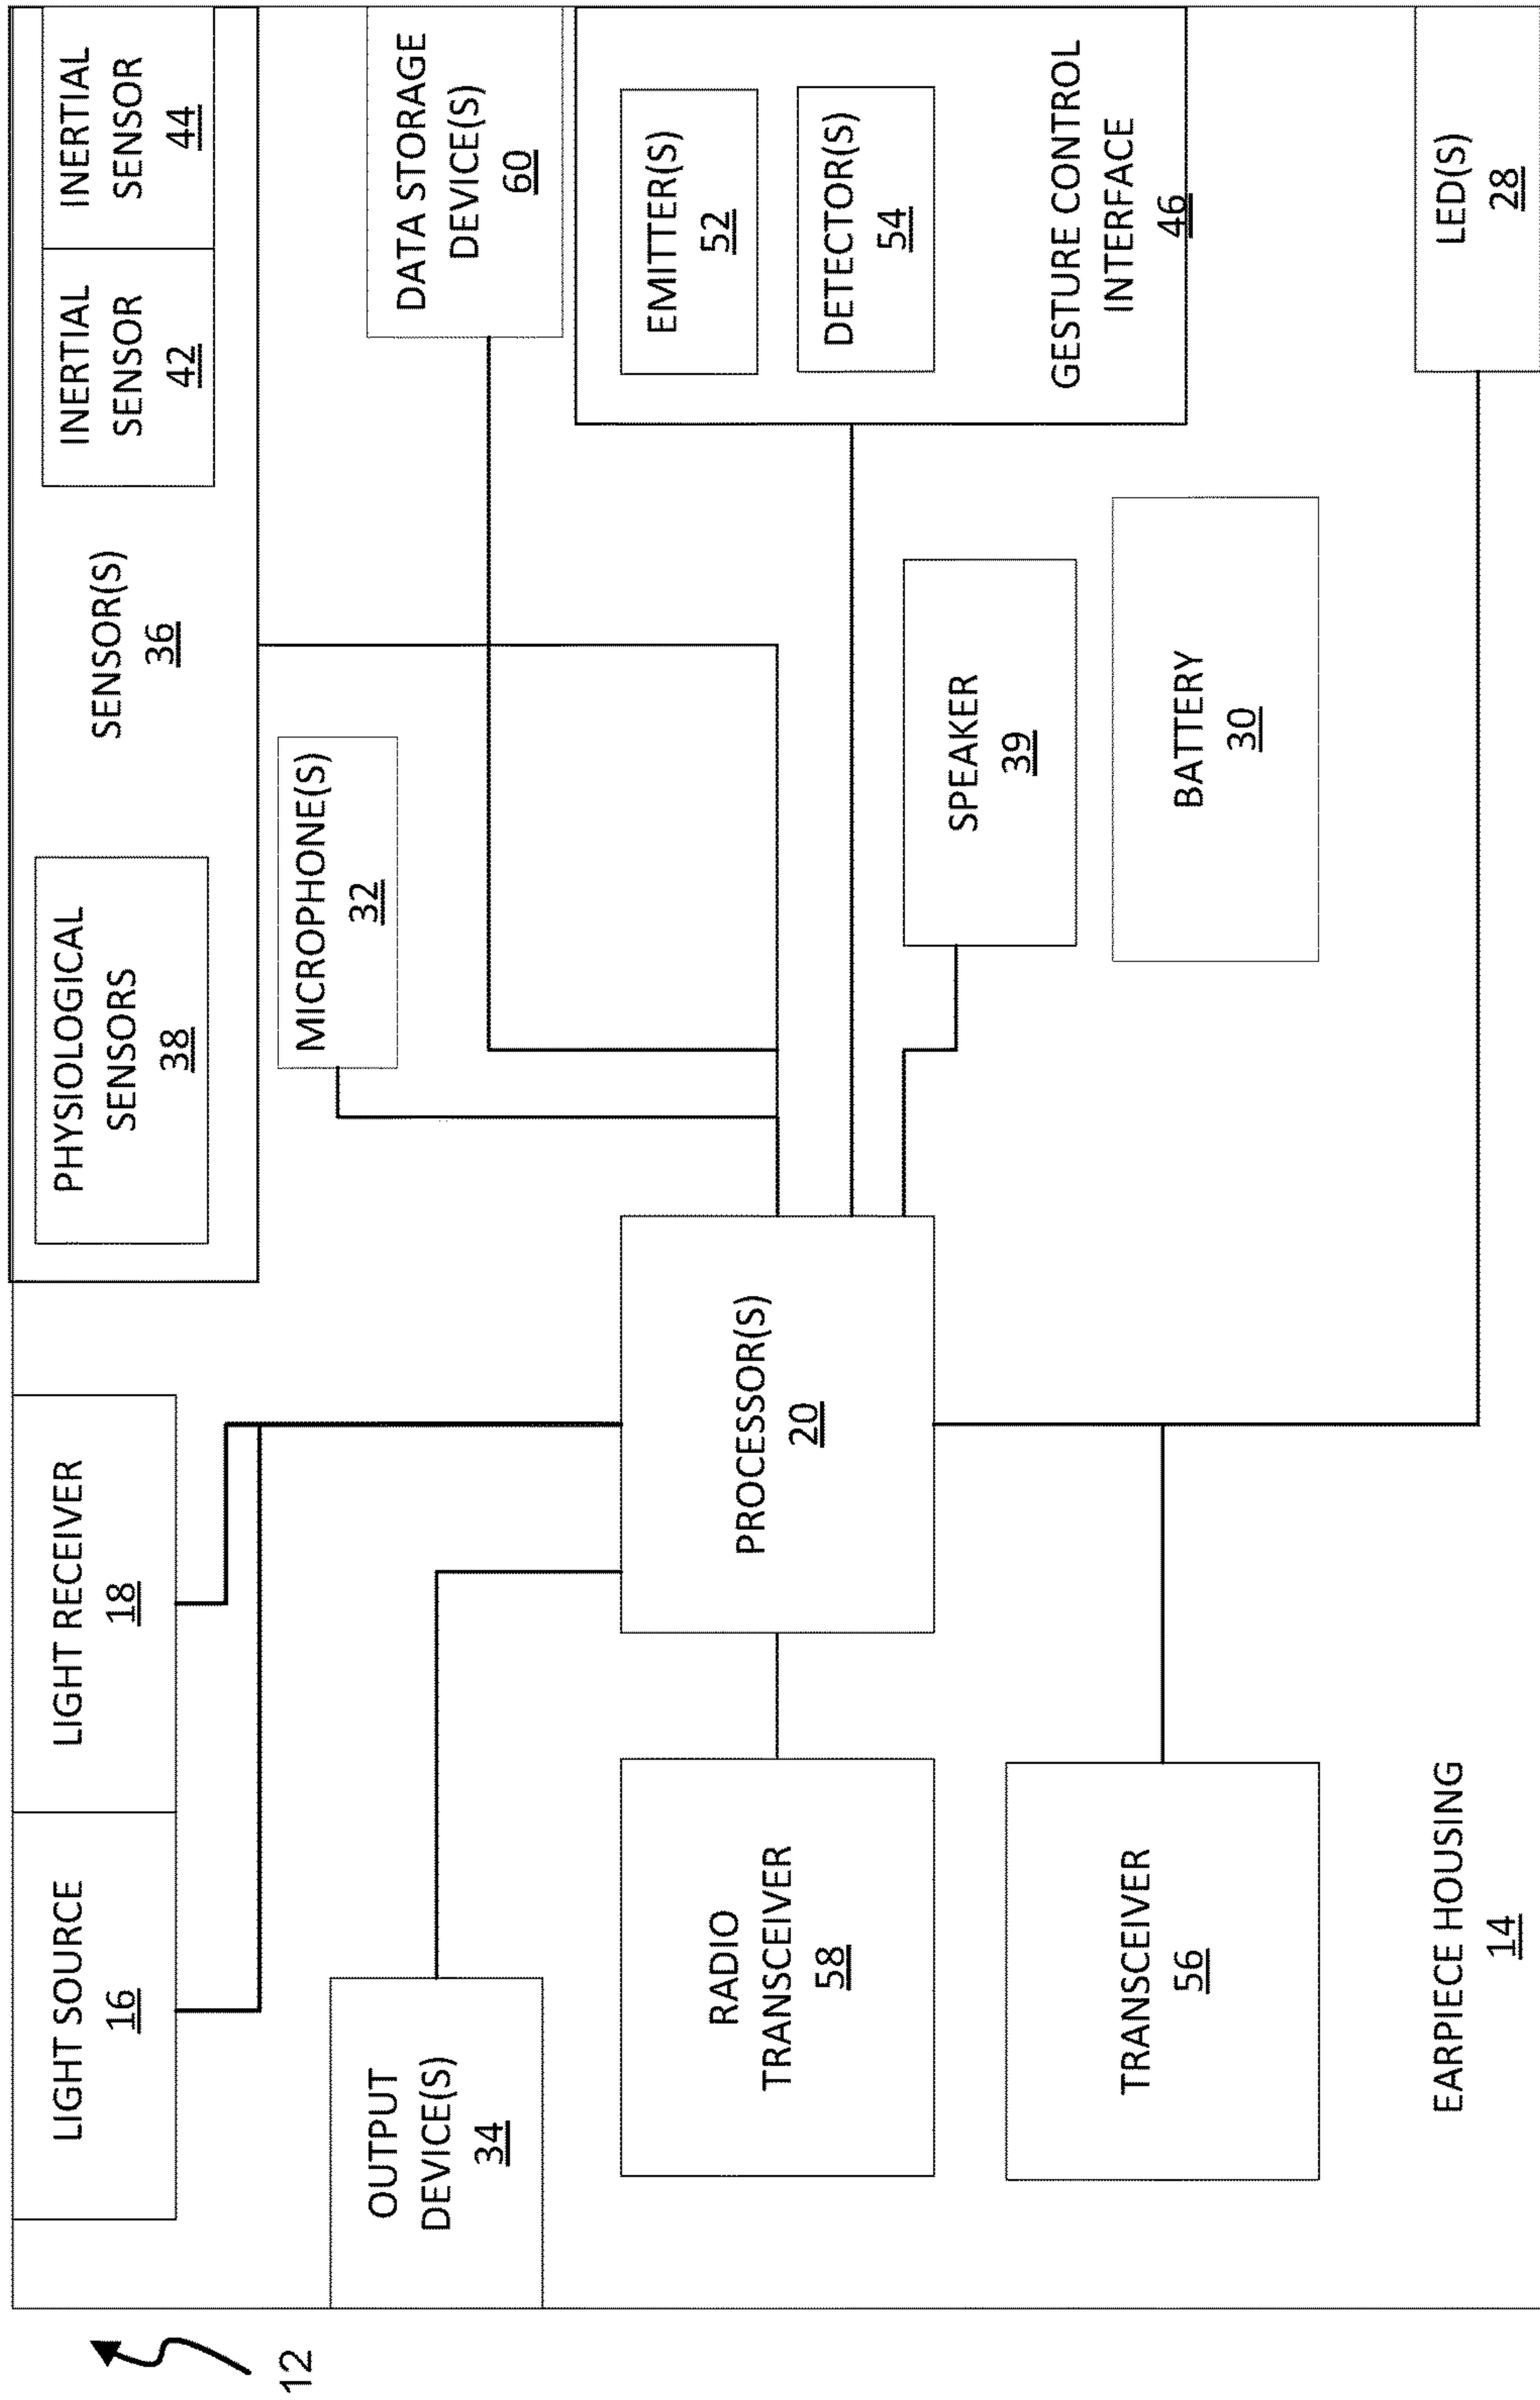 12
LIGHT SOURCE
16
LIGHT RECEIVER
18
PHYSIOLOGICAL
SENSORS
38
SENSOR(S)
36
INERTIAL
SENSOR
42
INERTIAL
SENSOR
44
OUTPUT
DEVICE(S)
34
MICROPHONE(S)
32
DATA STORAGE
DEVICE(S)
60
RADIO
TRANSCEIVER
58
PROCESSOR(S)
20
EMITTER(S)
52
DETECTOR(S)
54
GESTURE CONTROL
INTERFACE
46
SPEAKER
39
TRANSCEIVER
56
BATTERY
30
EARPIECE HOUSING
14
LED(S)
28